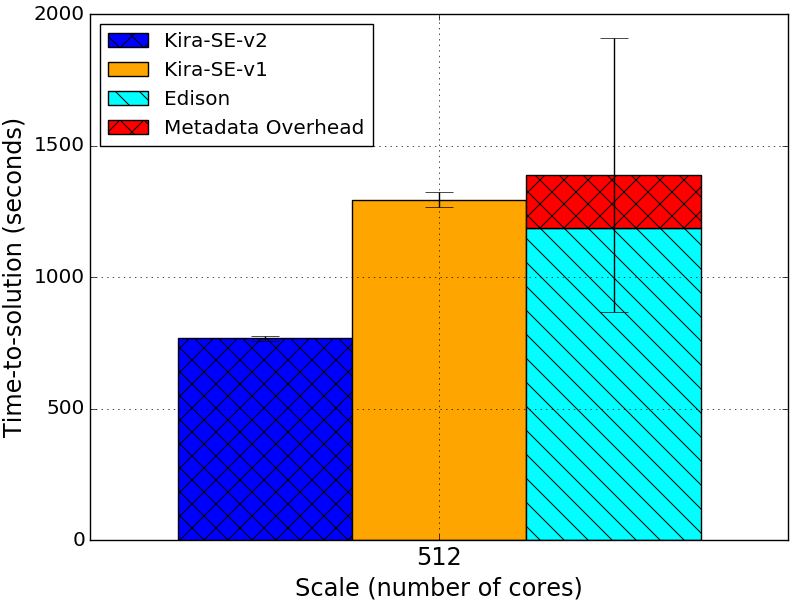 2000
1500
1000
500
0
Time-to-solution (seconds)
Kira-SE-v2
Kira-SE-v1
Edison
Metadata Overhead
512
Scale (number of cores)